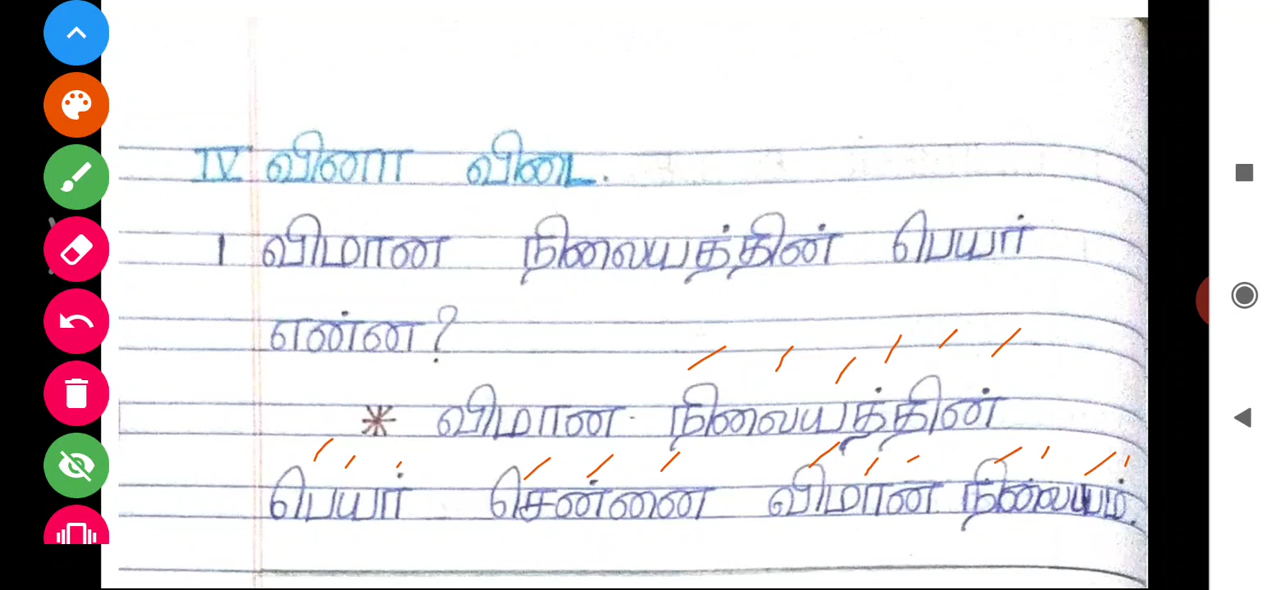 IV வினா விடை.
1 விமான நிலையத்தின் பெயர்
என்ன?
* விமான நிலையத்தின்
பெயர் சென்னை விமான நிலையம்.